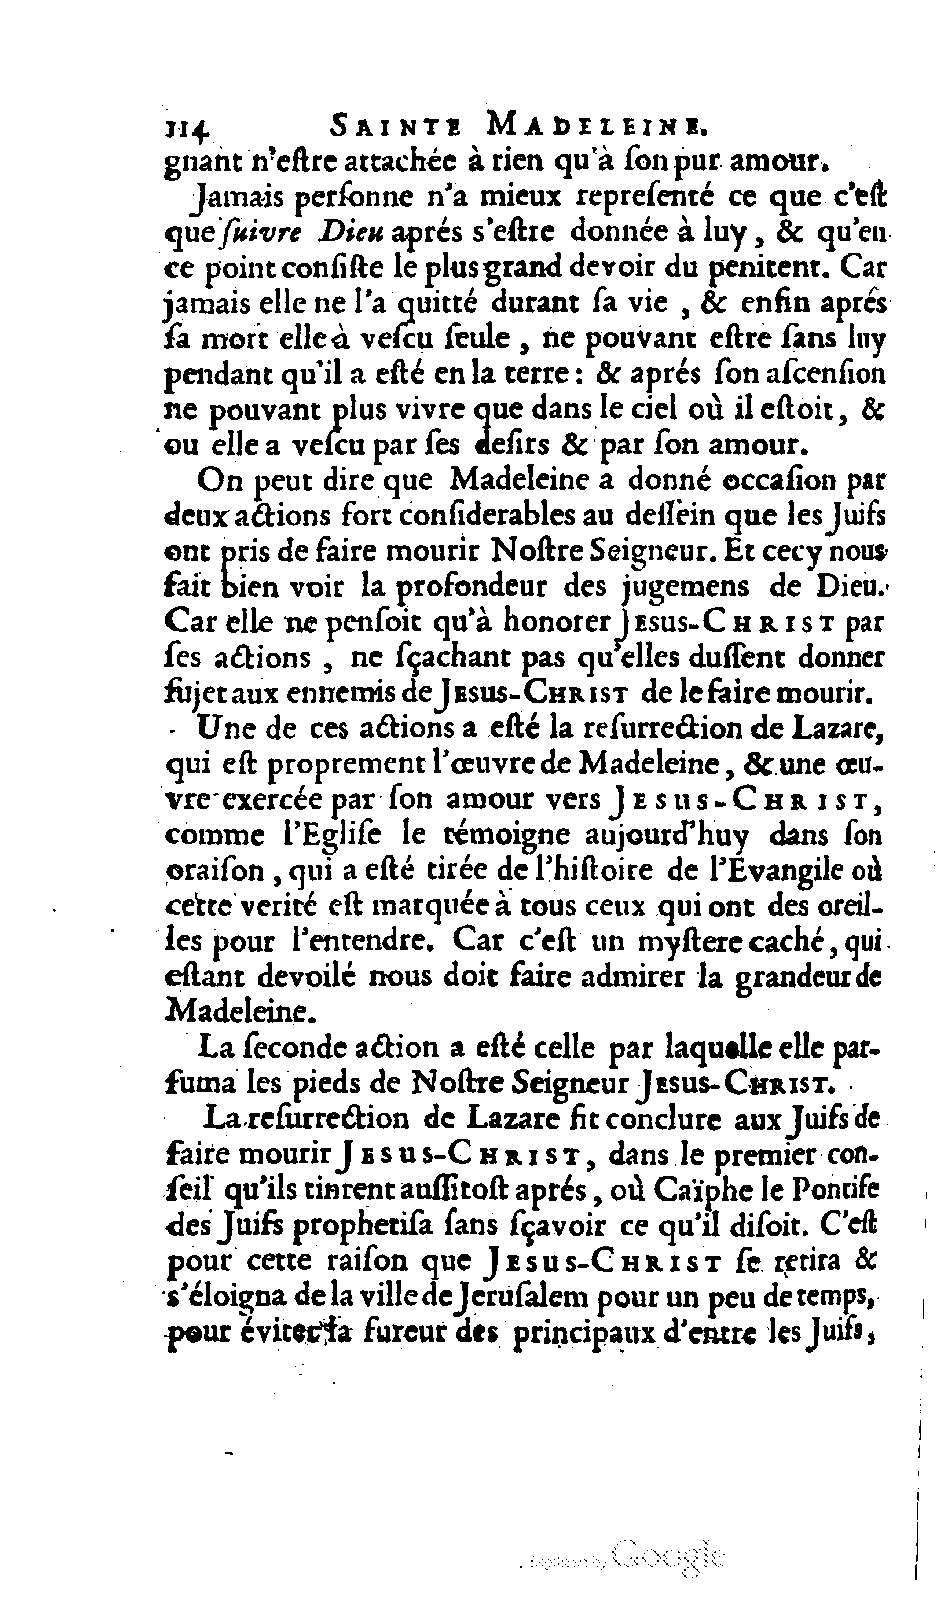 114 SAINTE MADELEINE.
gnant n'eſtre attachée à rien qu'à ſon pur amour.
Jamais perſonne n'a mieux repreſenté ce que c'eſt
que ſuivre Dieu aprés s'eſtre donnée à luy, & qu'en
ce point conſiſte le plus grand devoir du penitent. Car
jamais elle ne l'a quitté durant ſa vie, & enfin aprés
ſa mort elle à veſcu ſeule, ne pouvant eſtre ſans luy
pendant qu'il a eſté en la terre: & aprés ſon aſcenſion
ne pouvant plus vivre que dans le ciel où il eſtoit, &
ou elle a veſcu par ſes deſirs & par ſon amour.
On peut dire que Madeleine a donné occaſion par
deux actions fort conſiderables au deſſein que les Juifs
ont pris de faire mourir Noſtre Seigneur. Et cecy nous
fait bien voir la profondeur des jugemens de Dieu.
Car elle ne penſoit qu'à honorer JESUS-CHRIST par
ſes actions, ne ſçachant pas qu'elles duſſent donner
ſujet aux ennemis de JESUS-CHRIST de le faire mourir.
Une de ces actions a eſté la reſurrection de Lazare,
qui eſt proprement l'œuvre de Madeleine, & une œu-
vre exercée par ſon amour vers JESUS-CHRIST,
comme l'Egliſe le témoigne aujourd'huy dans ſon
oraiſon, qui a eſté tirée de l'hiſtoire de l'Evangile où
cette verité eſt marquée à tous ceux qui ont des oreil-
les pour l'entendre. Car c'eſt un myſtere caché, qui
eſtant devoilé nous doit faire admirer la grandeur de
Madeleine.
La ſeconde action a eſté celle par laquelle elle par-
fuma les pieds de Noſtre Seigneur JESUS-CHRIST.
La reſurrection de Lazare fit conclure aux Juifs de
faire mourir JESUS-CHRIST, dans le premier con-
ſeil qu'ils tinrent auſſitoſt aprés, où Caïphe le Pontife
des Juifs prophetiſa ſans ſçavoir ce qu'il diſoit. C'eſt
pour cette raiſon que JESUS-CHRIST ſe retira &
s'éloigna de la ville de Jeruſalem pour un peu de temps,
pour éviter la fureur des principaux d'entre les Juifs,
Digitized by Google